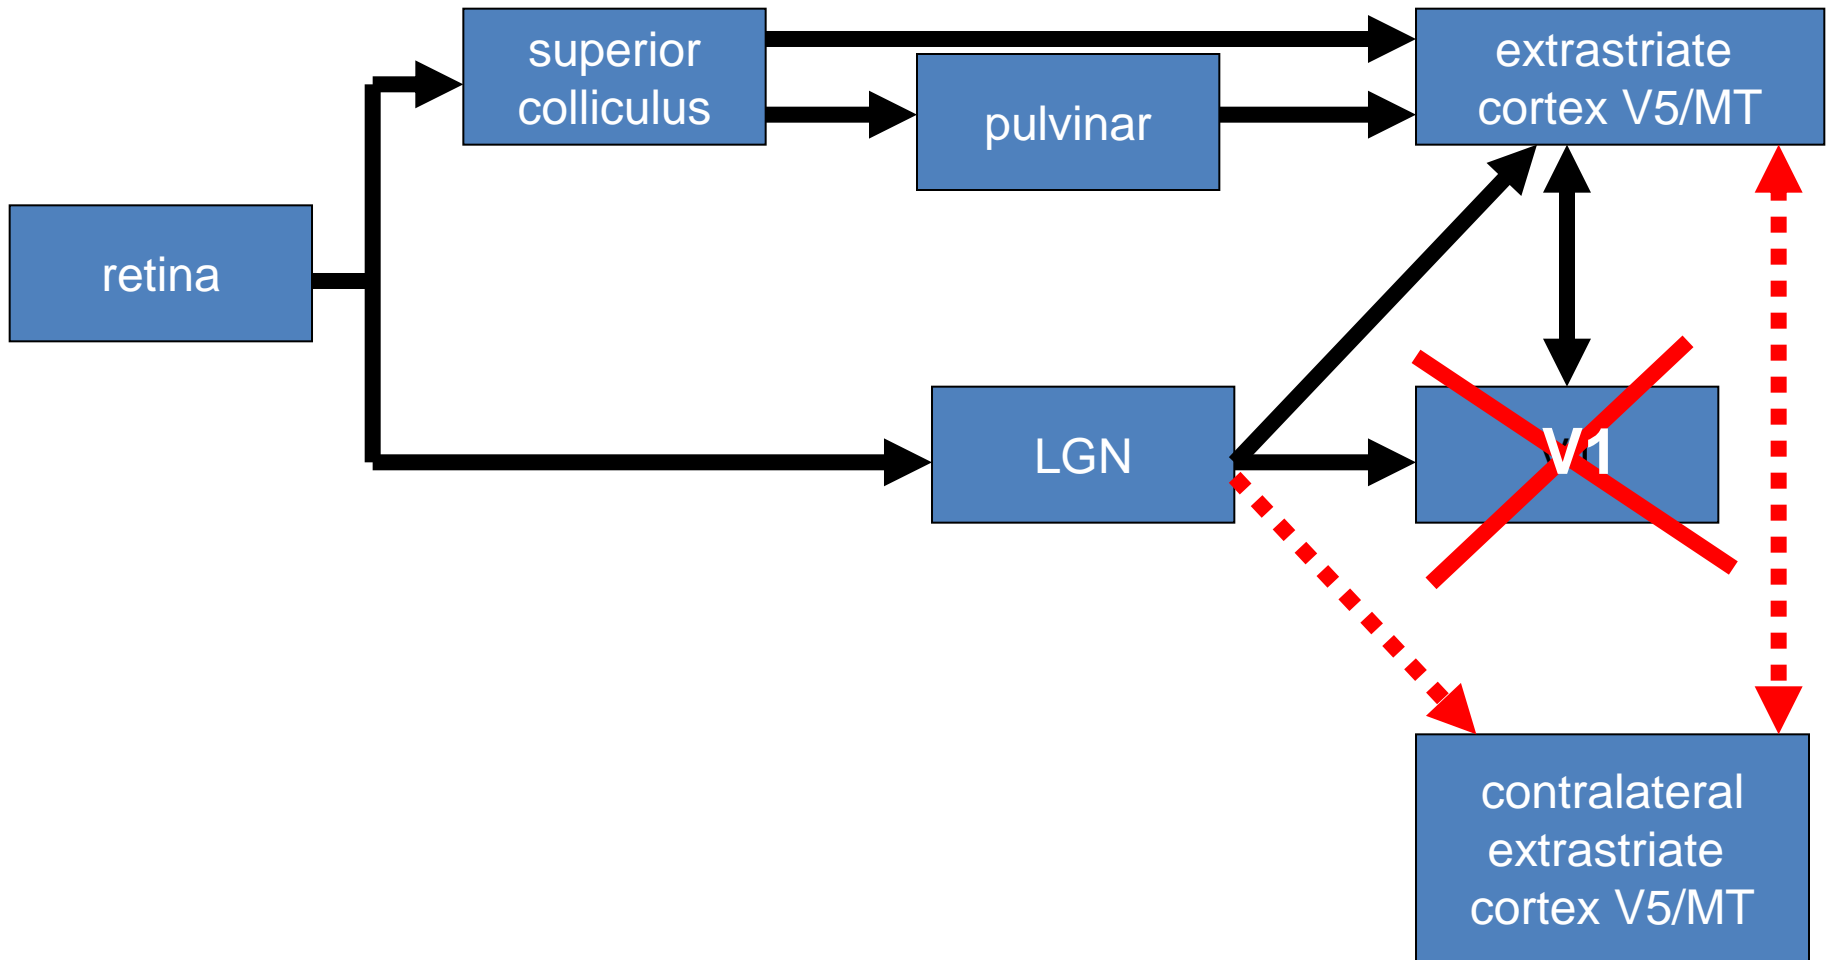 superior
colliculus
extrastriate
cortex V5/MT
pulvinar
retina
LGN
V1
contralateral
extrastriate
cortex V5/MT